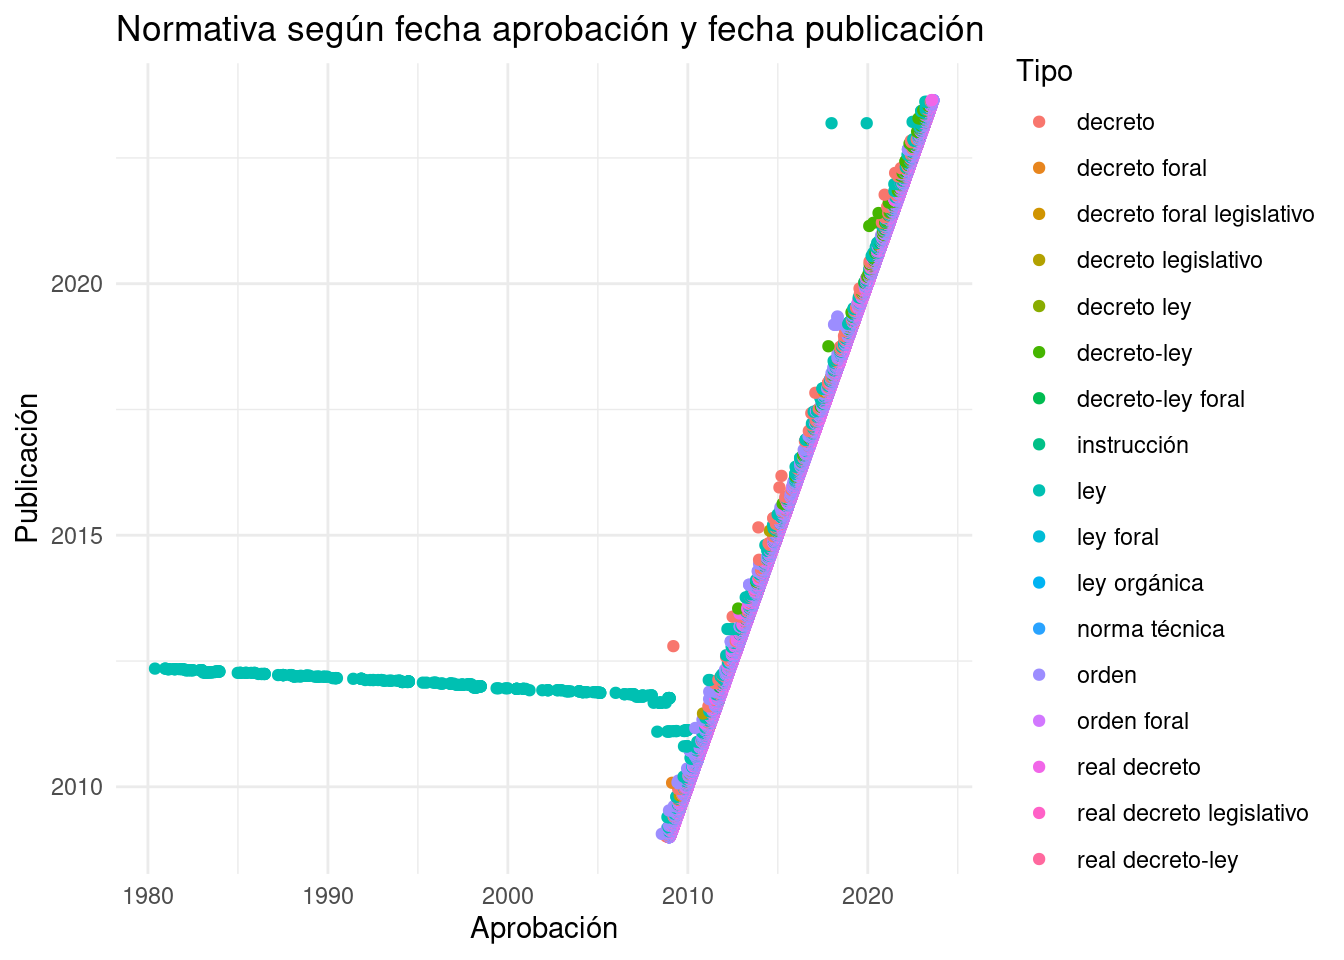 Normativa según fecha aprobación y fecha publicación
Publicación
2020
2015
2010
1980
1990
2000
2010
2020
Aprobación
Tipo
decreto
decreto foral
decreto foral legislativo
decreto legislativo
decreto ley
decreto-ley
decreto-ley foral
instrucción
ley
ley foral
ley orgánica
norma técnica
orden
orden foral
real decreto
real decreto legislativo
real decreto-ley